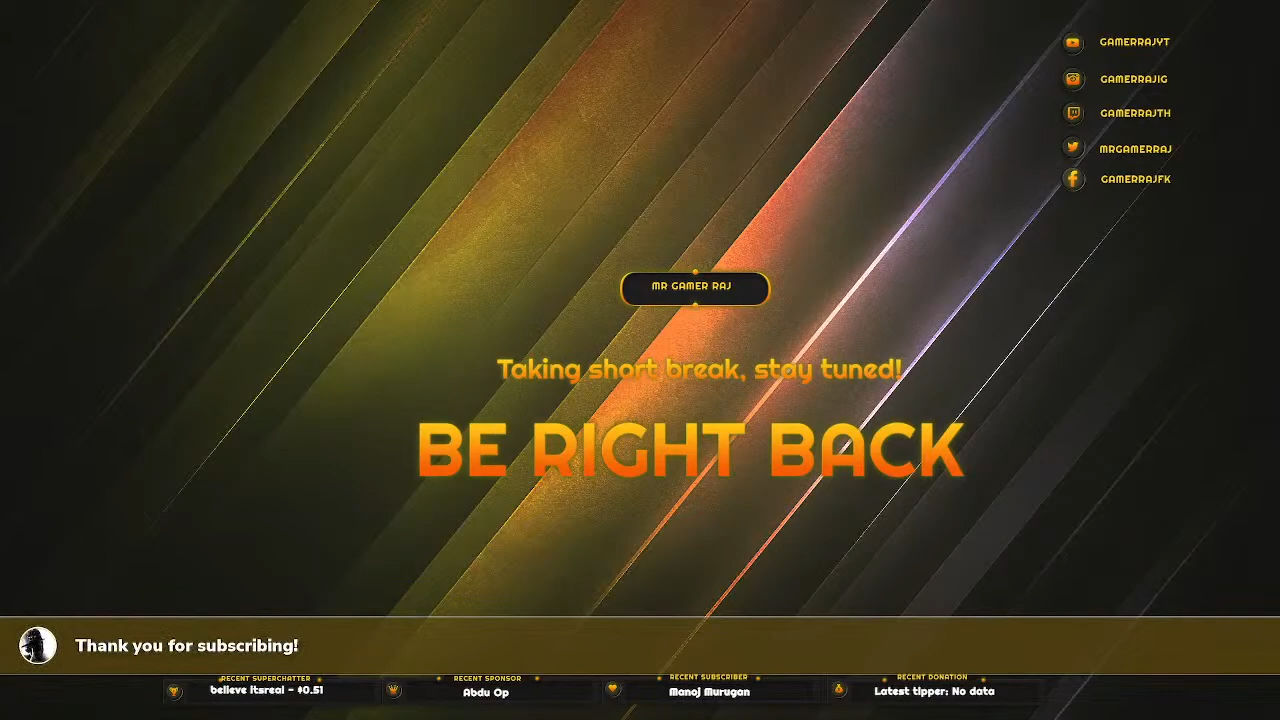 GAMERRAJYT
GAMERRAJIG
GAMERRAJTH
MRGAMERRAJ
GAMERRAJFK
MR GAMER RAJ
Taking short break, stay tuned!
BE RIGHT BACK
Thank you for subscribing!
RECENT SUPERCHATTER
believe itsreal - $0.51
RECENT SPONSOR
Abdu Op
RECENT SUBSCRIBER
Manoj Murugan
RECENT DONATION
Latest tipper: No data